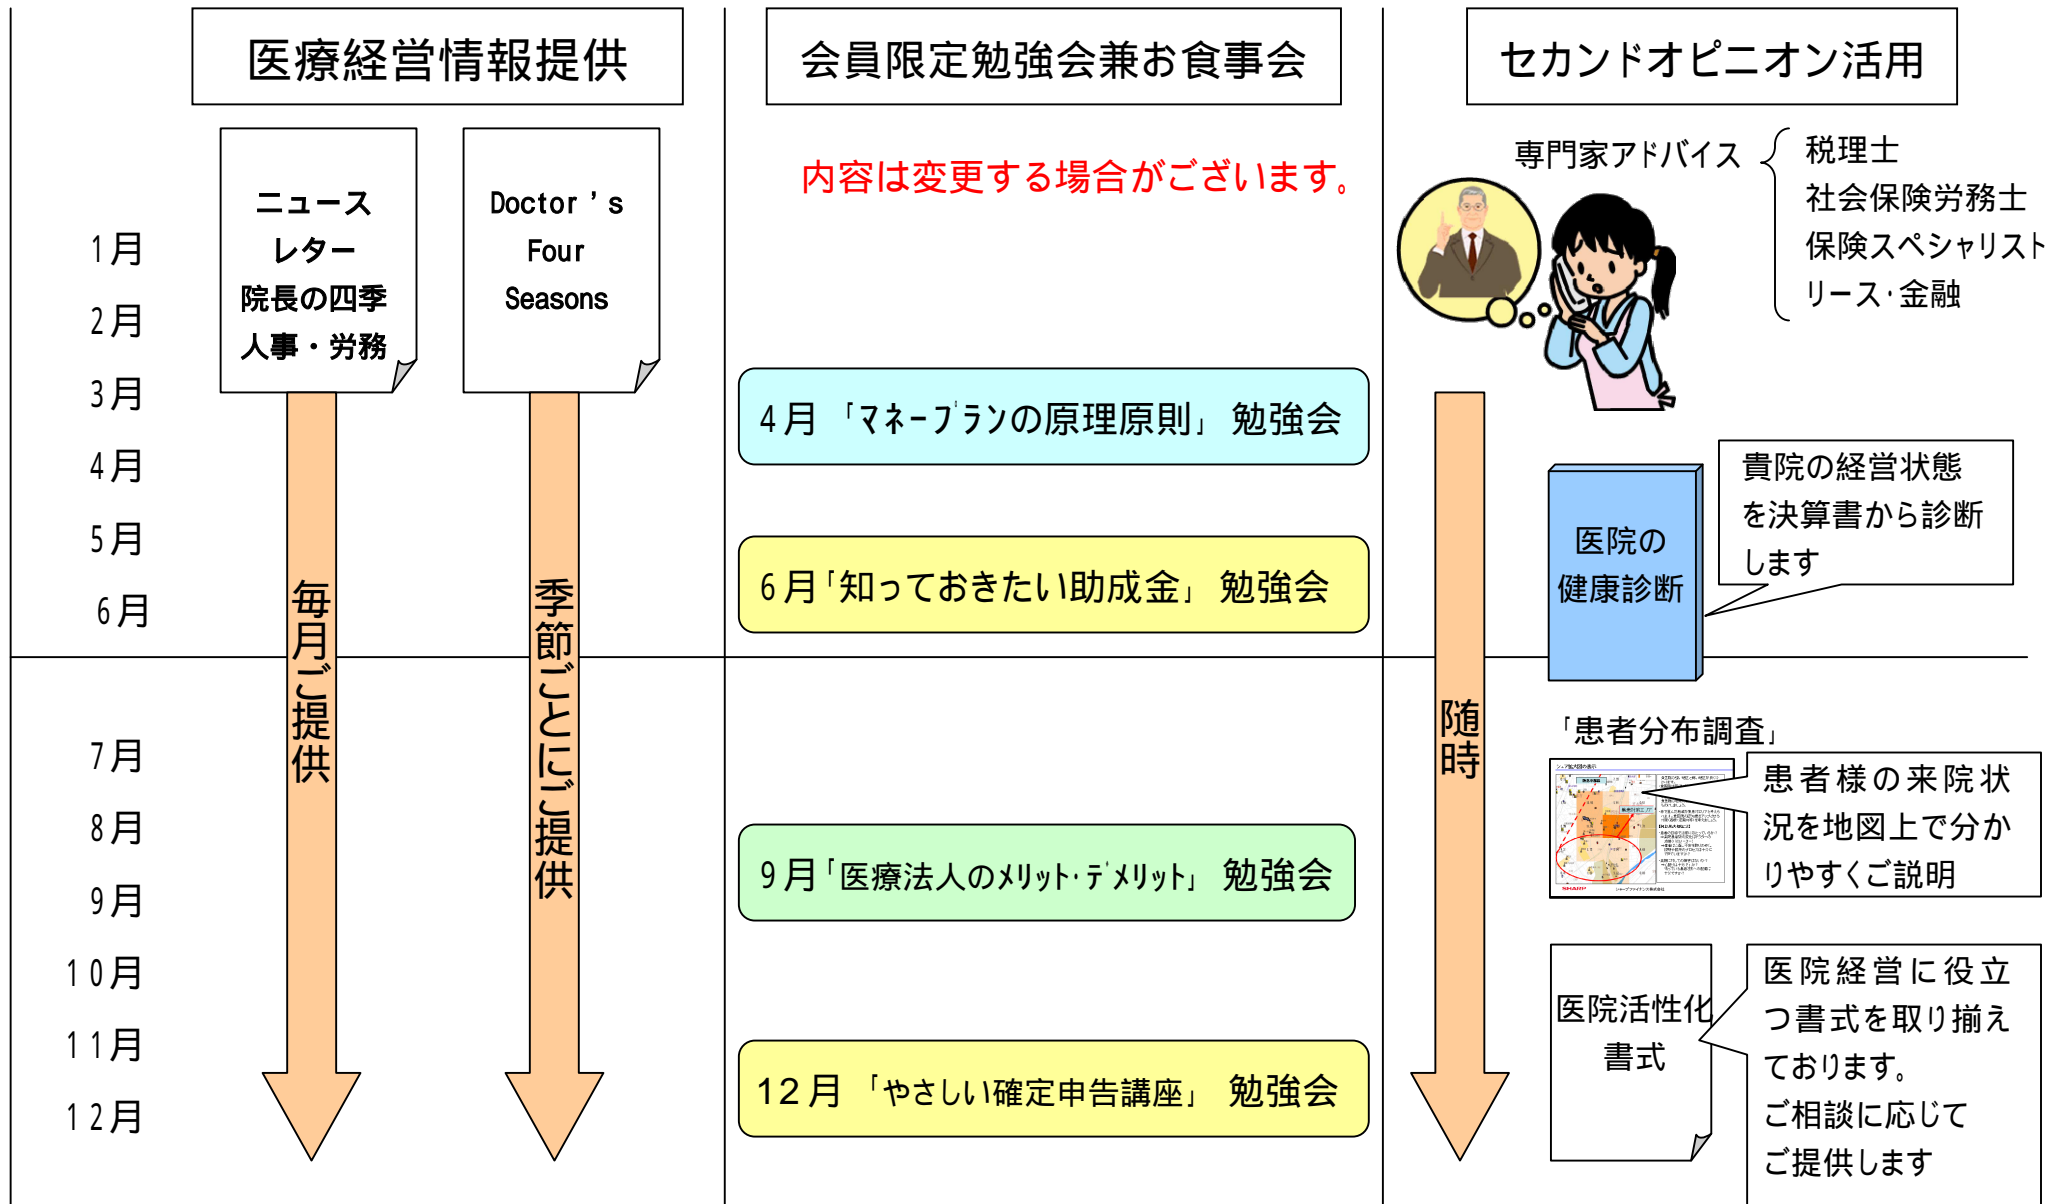 医療経営情報提供
会員限定勉強会兼お食事会
セカンドオピニオン活用
ニュース
レター
院長の四季
人事・労務
Doctor’s
Four
Seasons
内容は変更する場合がございます。
専門家アドバイス
税理士
社会保険労務士
保険スペシャリスト
リース・金融
1月
2月
3月
4月
5月
6月
7月
8月
9月
10月
11月
12月
毎月ご提供
季節ごとにご提供
4月 「マネープランの原理原則」 勉強会
6月「知っておきたい助成金」 勉強会
9月「医療法人のメリット・デメリット」 勉強会
12月 「やさしい確定申告講座」 勉強会
随時
医院の
健康診断
貴院の経営状態
を決算書から診断
します
「患者分布調査」
患者様の来院状
況を地図上で分か
りやすくご説明
SHARP
シャープファイナンス株式会社
医院活性化
書式
医院経営に役立
つ書式を取り揃え
ております。
ご相談に応じて
ご提供します